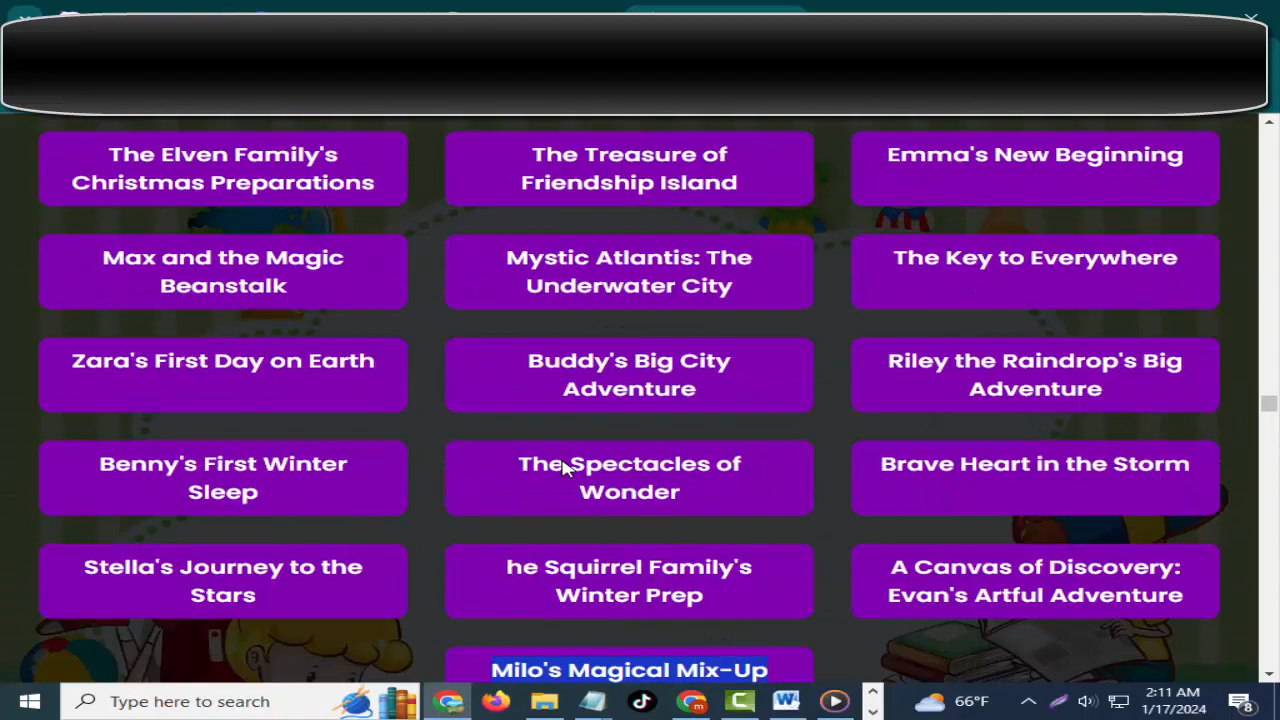 The Elven Family's
Christmas Preparations
The Treasure of
Friendship Island
Emma's New Beginning
Max and the Magic
Beanstalk
Mystic Atlantis: The
Underwater City
The Key to Everywhere
Zara's First Day on Earth
Buddy's Big City
Adventure
Riley the Raindrop's Big
Adventure
Benny's First Winter
Sleep
The Spectacles of
Wonder
Brave Heart in the Storm
Stella's Journey to the
Stars
he Squirrel Family's
Winter Prep
A Canvas of Discovery:
Evan's Artful Adventure
Milo's Magical Mix-Up
Type here to search
66°F
2:11 AM
1/17/2024
8